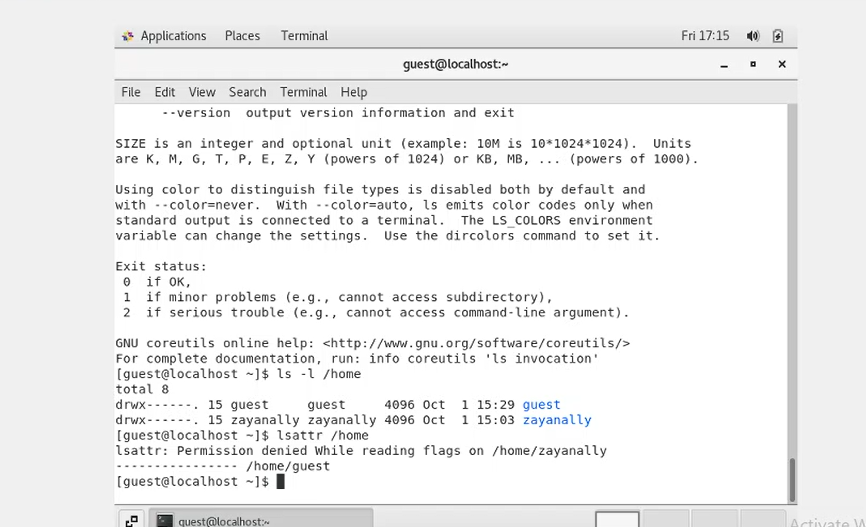 Applications Places Terminal Fri 17:15
guest@localhost:~
File Edit View Search Terminal Help
--version  output version information and exit
SIZE is an integer and optional unit (example: 10M is 10*1024*1024).  Units
are K, M, G, T, P, E, Z, Y (powers of 1024) or KB, MB, ... (powers of 1000).
Using color to distinguish file types is disabled both by default and
with --color=never.  With --color=auto, ls emits color codes only when
standard output is connected to a terminal.  The LS_COLORS environment
variable can change the settings.  Use the dircolors command to set it.
Exit status:
0  if OK,
1  if minor problems (e.g., cannot access subdirectory),
2  if serious trouble (e.g., cannot access command-line argument).
GNU coreutils online help: <http://www.gnu.org/software/coreutils/>
For complete documentation, run: info coreutils 'ls invocation'
[guest@localhost ~]$ ls -l /home
total 8
drwx------. 15 guest     guest     4096 Oct  1 15:29 guest
drwx------. 15 zayanally zayanally 4096 Oct  1 15:03 zayanally
[guest@localhost ~]$ lsattr /home
lsattr: Permission denied While reading flags on /home/zayanally
---------------- /home/guest
[guest@localhost ~]$
guest@localhost:~
Activate W